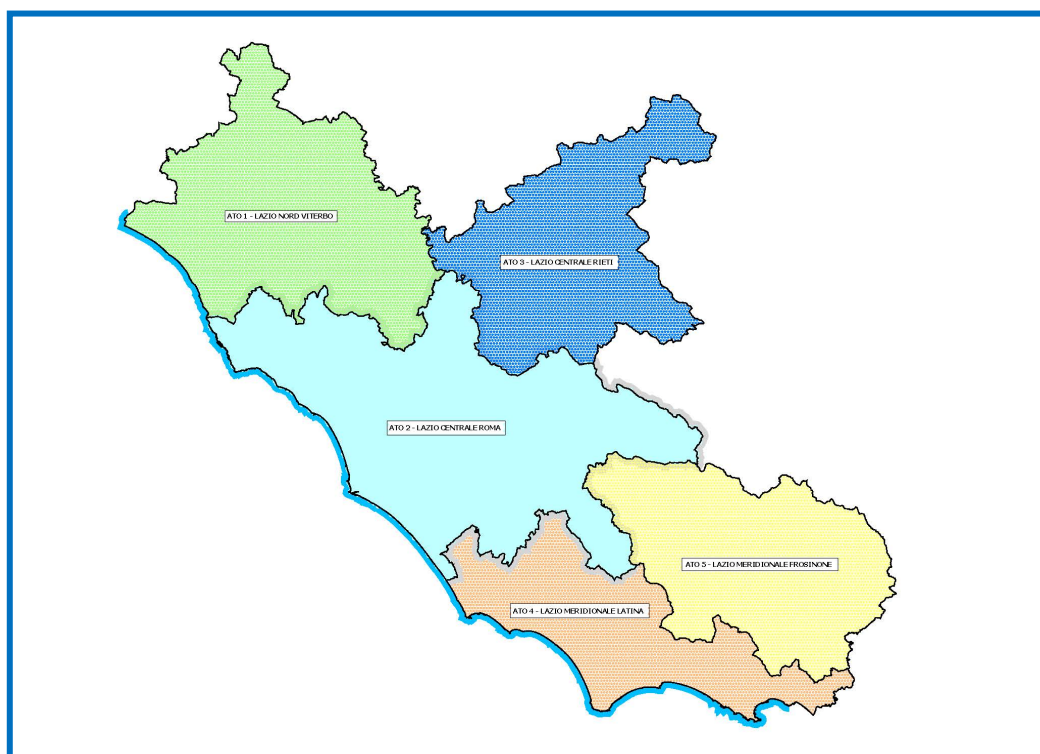 ATO 1 - LAZIO NORD VITERBO
ATO 3 - LAZIO CENTRALE RIETI
ATO 2 - LAZIO CENTRALE ROMA
ATO 5 - LAZIO MERIDIONALE FROSINONE
ATO 4 - LAZIO MERIDIONALE LATINA